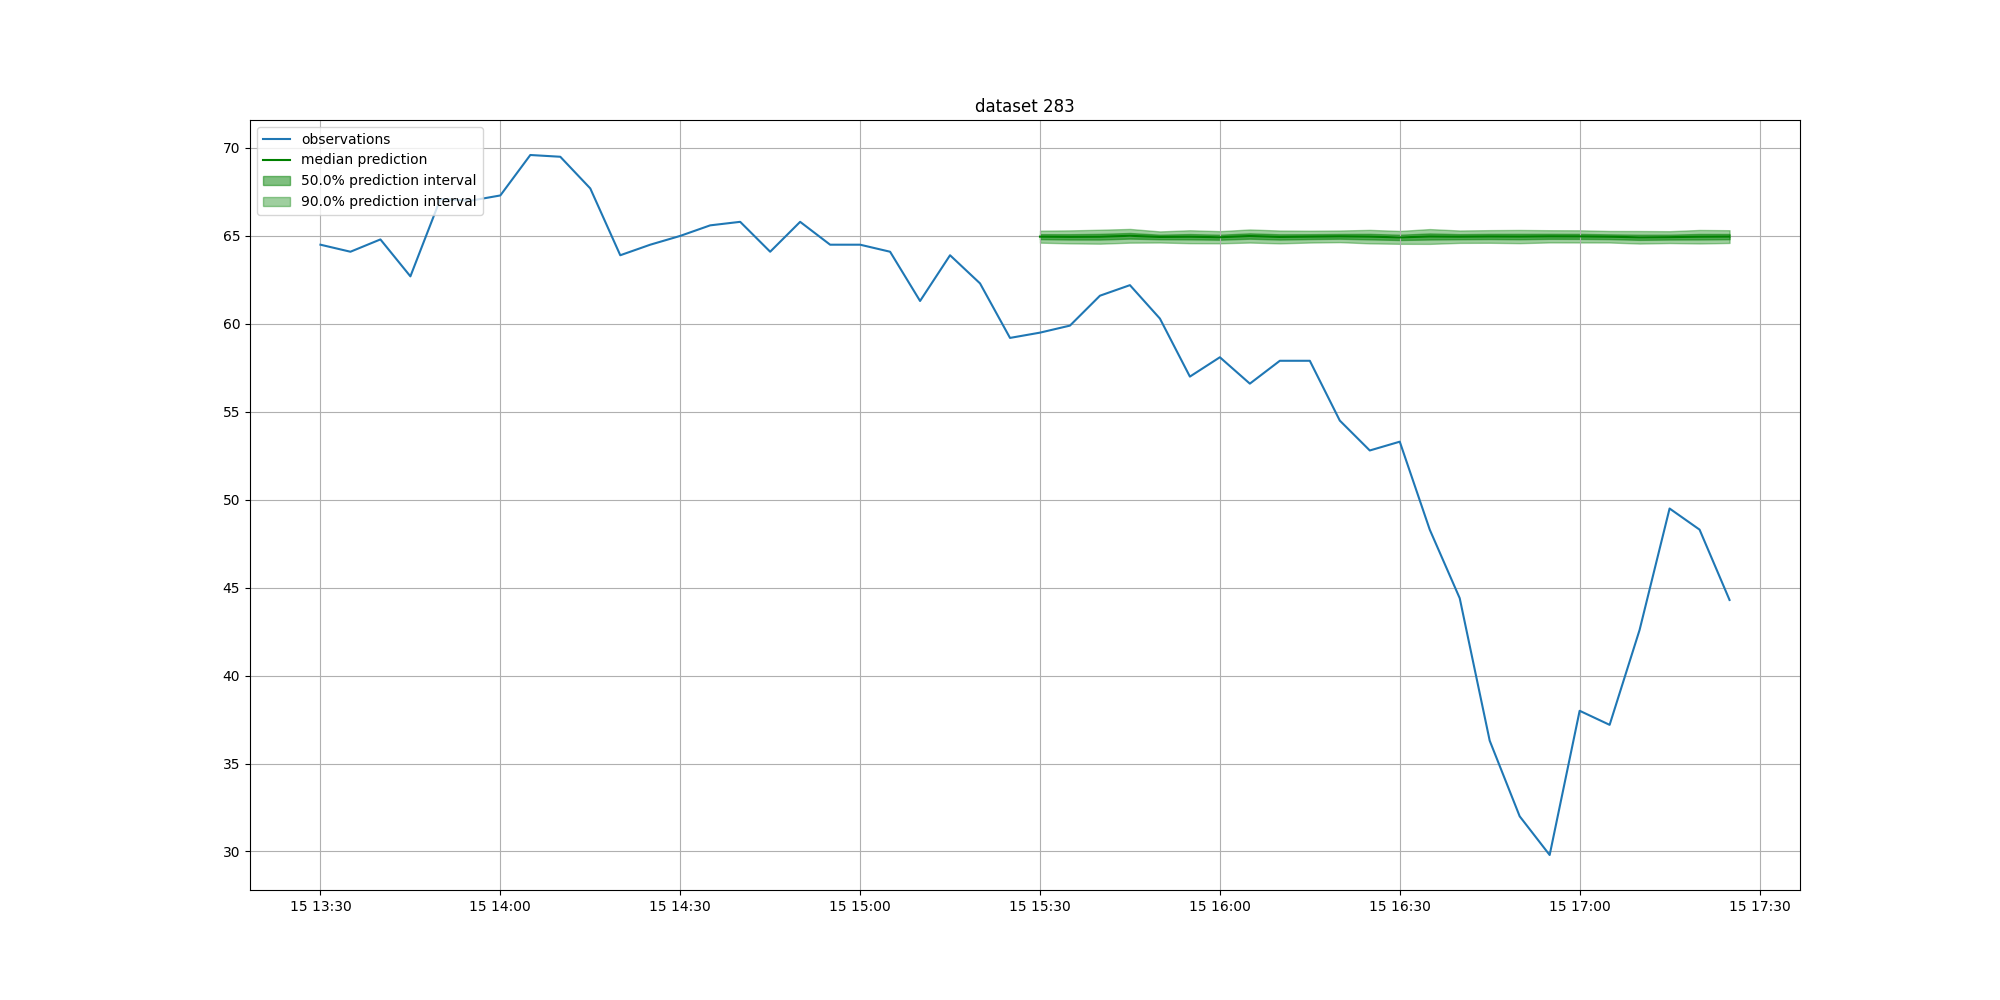 dataset 283
observations
median prediction
50.0% prediction interval
90.0% prediction interval
70
65
60
55
50
45
40
35
30
15 13:30 15 14:00 15 14:30 15 15:00 15 15:30 15 16:00 15 16:30 15 17:00 15 17:30